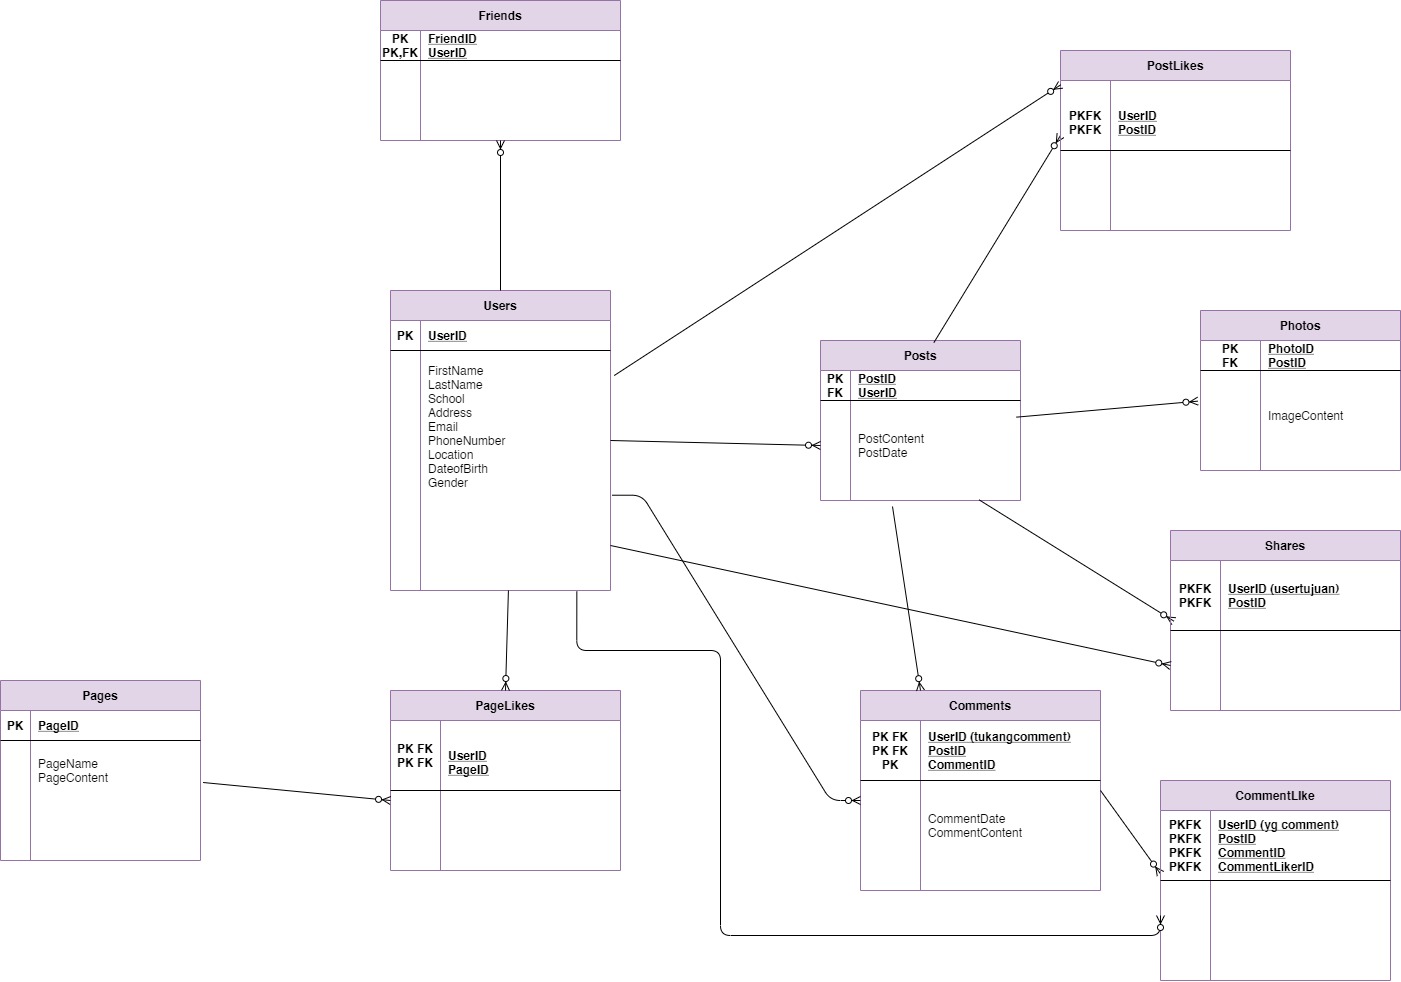 Friends
PK FriendID
PK,FK UserID
PostLikes
PKFK UserID
PKFK PostID
Users
PK UserID
FirstName
LastName
School
Address
Email
PhoneNumber
Location
DateofBirth
Gender
Posts
PK PostID
FK UserID
PostContent
PostDate
Photos
PK PhotoID
FK PostID
ImageContent
Shares
PKFK UserID (usertujuan)
PKFK PostID
Pages
PK PageID
PageName
PageContent
PageLikes
PK FK UserID
PK FK PageID
Comments
PK FK UserID (tukangcomment)
PK FK PostID
PK CommentID
CommentDate
CommentContent
CommentLIke
PKFK UserID (yg comment)
PKFK PostID
PKFK CommentID
PKFK CommentLikerID